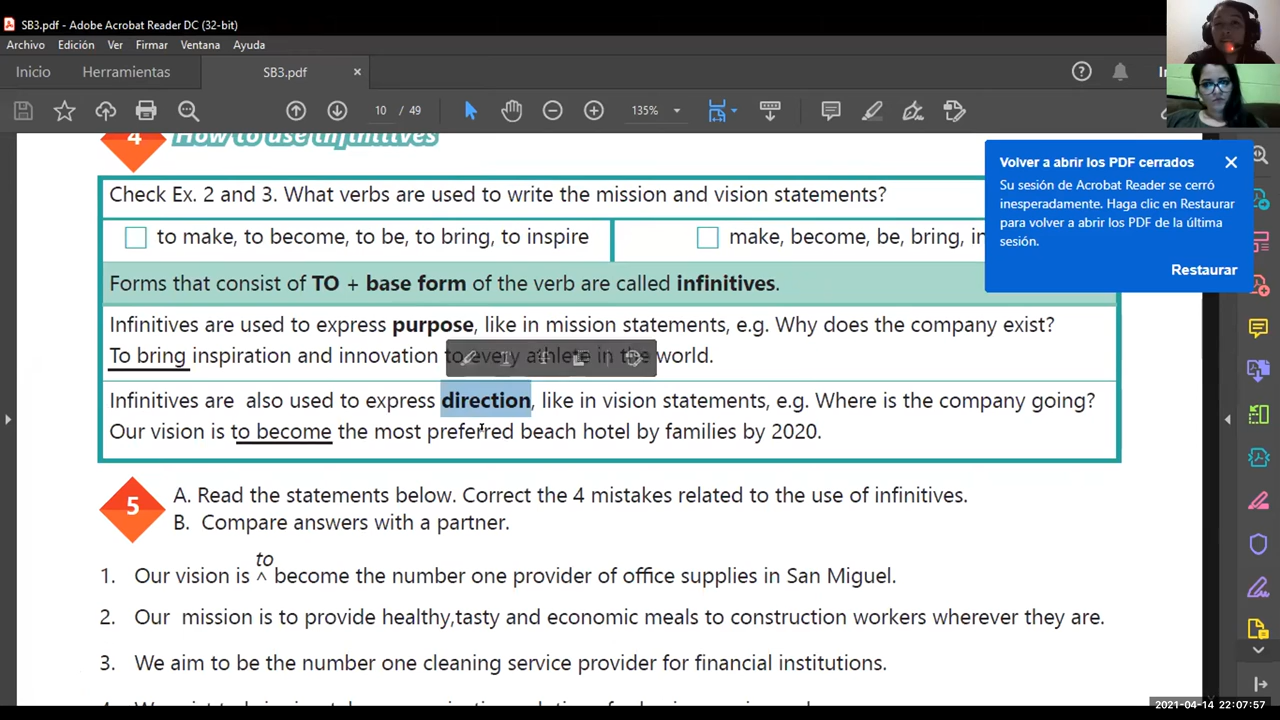 SB3.pdf - Adobe Acrobat Reader DC (32-bit)
Archivo Edición Ver Firmar Ventana Ayuda
Inicio Herramientas SB3.pdf × In
10 / 49 135%
4 How to use infinitives
Volver a abrir los PDF cerrados
Su sesión de Acrobat Reader se cerró
inesperadamente. Haga clic en Restaurar
para volver a abrir los PDF de la última
sesión.
Restaurar
Check Ex. 2 and 3. What verbs are used to write the mission and vision statements?
to make, to become, to be, to bring, to inspire make, become, be, bring, in
Forms that consist of TO + base form of the verb are called infinitives.
Infinitives are used to express purpose, like in mission statements, e.g. Why does the company exist?
To bring inspiration and innovation to every athlete in the world.
Infinitives are also used to express direction, like in vision statements, e.g. Where is the company going?
Our vision is to become the most preferred beach hotel by families by 2020.
5 A. Read the statements below. Correct the 4 mistakes related to the use of infinitives.
B. Compare answers with a partner.
to
1. Our vision is ^ become the number one provider of office supplies in San Miguel.
2. Our mission is to provide healthy,tasty and economic meals to construction workers wherever they are.
3. We aim to be the number one cleaning service provider for financial institutions.
2021-04-14 22:07:57